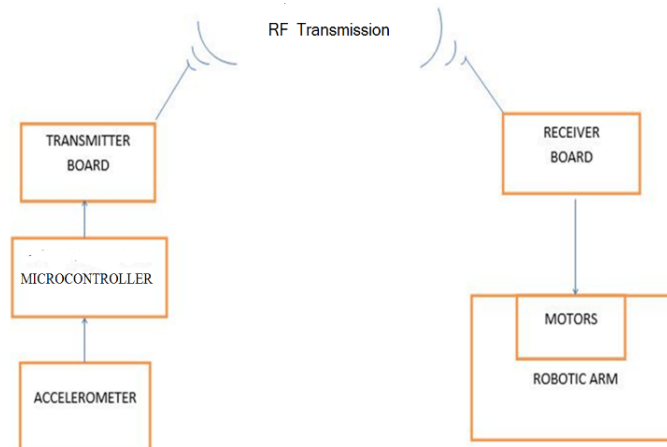 RF Transmission
TRANSMITTER
BOARD
RECEIVER
BOARD
MICROCONTROLLER
MOTORS
ROBOTIC ARM
ACCELEROMETER